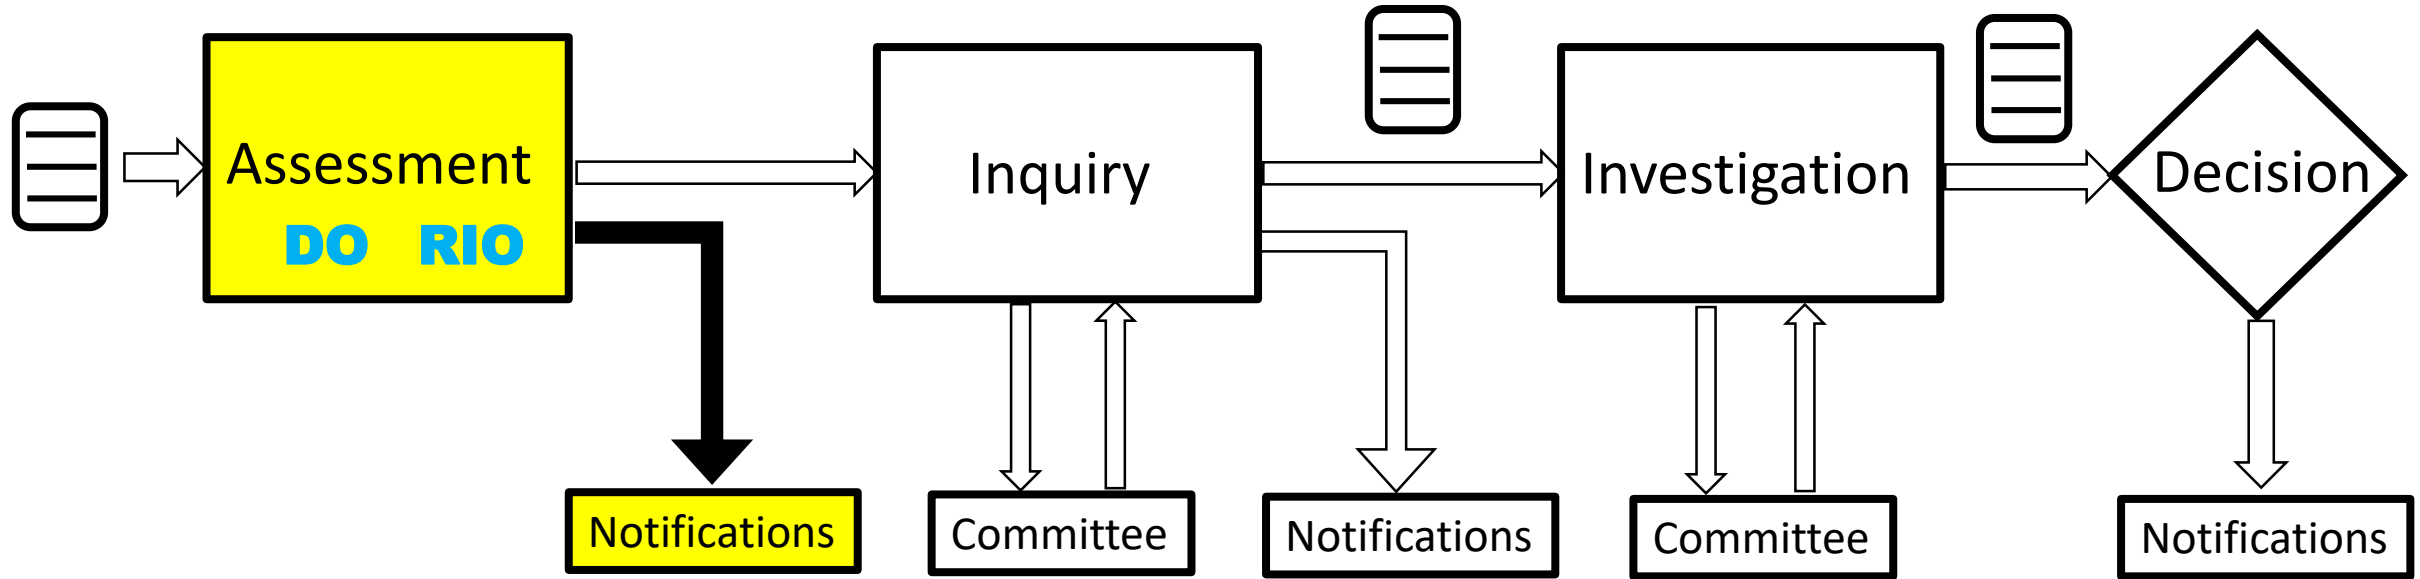 Assessment
DO RIO
Inquiry
Investigation
Decision
Notifications
Committee
Notifications
Committee
Notifications